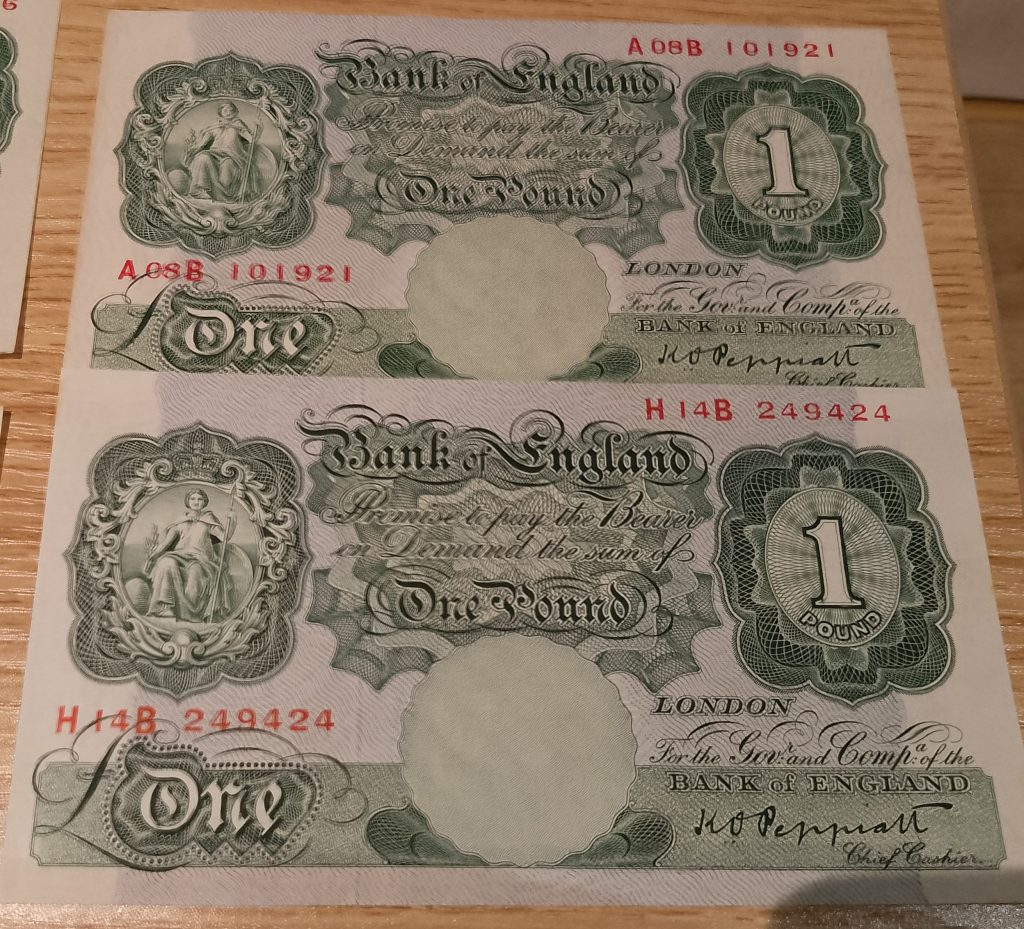 6
A08B 101921
Bank of England
Promise to pay the Bearer
on Demand the sum of
One Pound
1
POUND
A08B 101921
LONDON
For the Govr. and Compa. of the
BANK of ENGLAND
£ One
K O Peppiatt
Chief Cashier
H14B 249424
Bank of England
Promise to pay the Bearer
on Demand the sum of
One Pound
1
POUND
H14B 249424
LONDON
For the Govr. and Compa. of the
BANK of ENGLAND
£ One
K O Peppiatt
Chief Cashier.